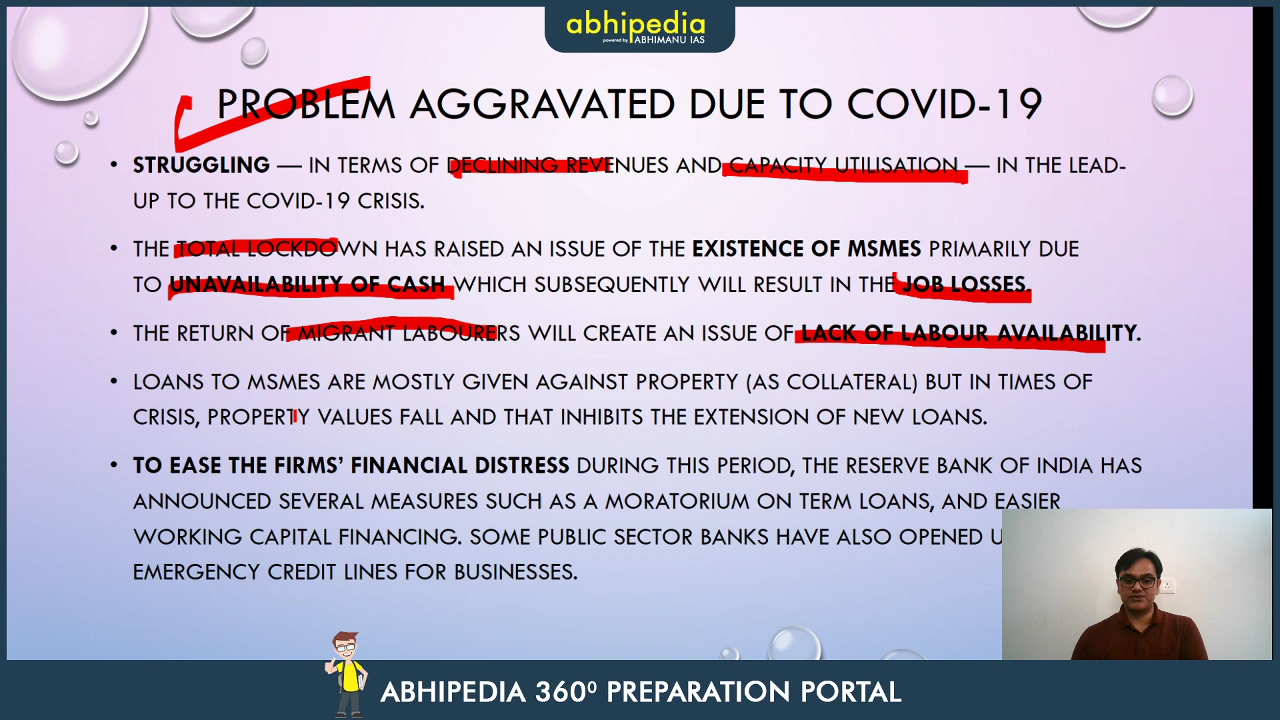 abhipedia
powered by ABHIMANU IAS
PROBLEM AGGRAVATED DUE TO COVID-19
• STRUGGLING — IN TERMS OF DECLINING REVENUES AND CAPACITY UTILISATION — IN THE LEAD-
UP TO THE COVID-19 CRISIS.
• THE TOTAL LOCKDOWN HAS RAISED AN ISSUE OF THE EXISTENCE OF MSMES PRIMARILY DUE
TO UNAVAILABILITY OF CASH WHICH SUBSEQUENTLY WILL RESULT IN THE JOB LOSSES.
• THE RETURN OF MIGRANT LABOURERS WILL CREATE AN ISSUE OF LACK OF LABOUR AVAILABILITY.
• LOANS TO MSMES ARE MOSTLY GIVEN AGAINST PROPERTY (AS COLLATERAL) BUT IN TIMES OF
CRISIS, PROPERTY VALUES FALL AND THAT INHIBITS THE EXTENSION OF NEW LOANS.
• TO EASE THE FIRMS’ FINANCIAL DISTRESS DURING THIS PERIOD, THE RESERVE BANK OF INDIA HAS
ANNOUNCED SEVERAL MEASURES SUCH AS A MORATORIUM ON TERM LOANS, AND EASIER
WORKING CAPITAL FINANCING. SOME PUBLIC SECTOR BANKS HAVE ALSO OPENED
EMERGENCY CREDIT LINES FOR BUSINESSES.
ABHIPEDIA 360⁰ PREPARATION PORTAL